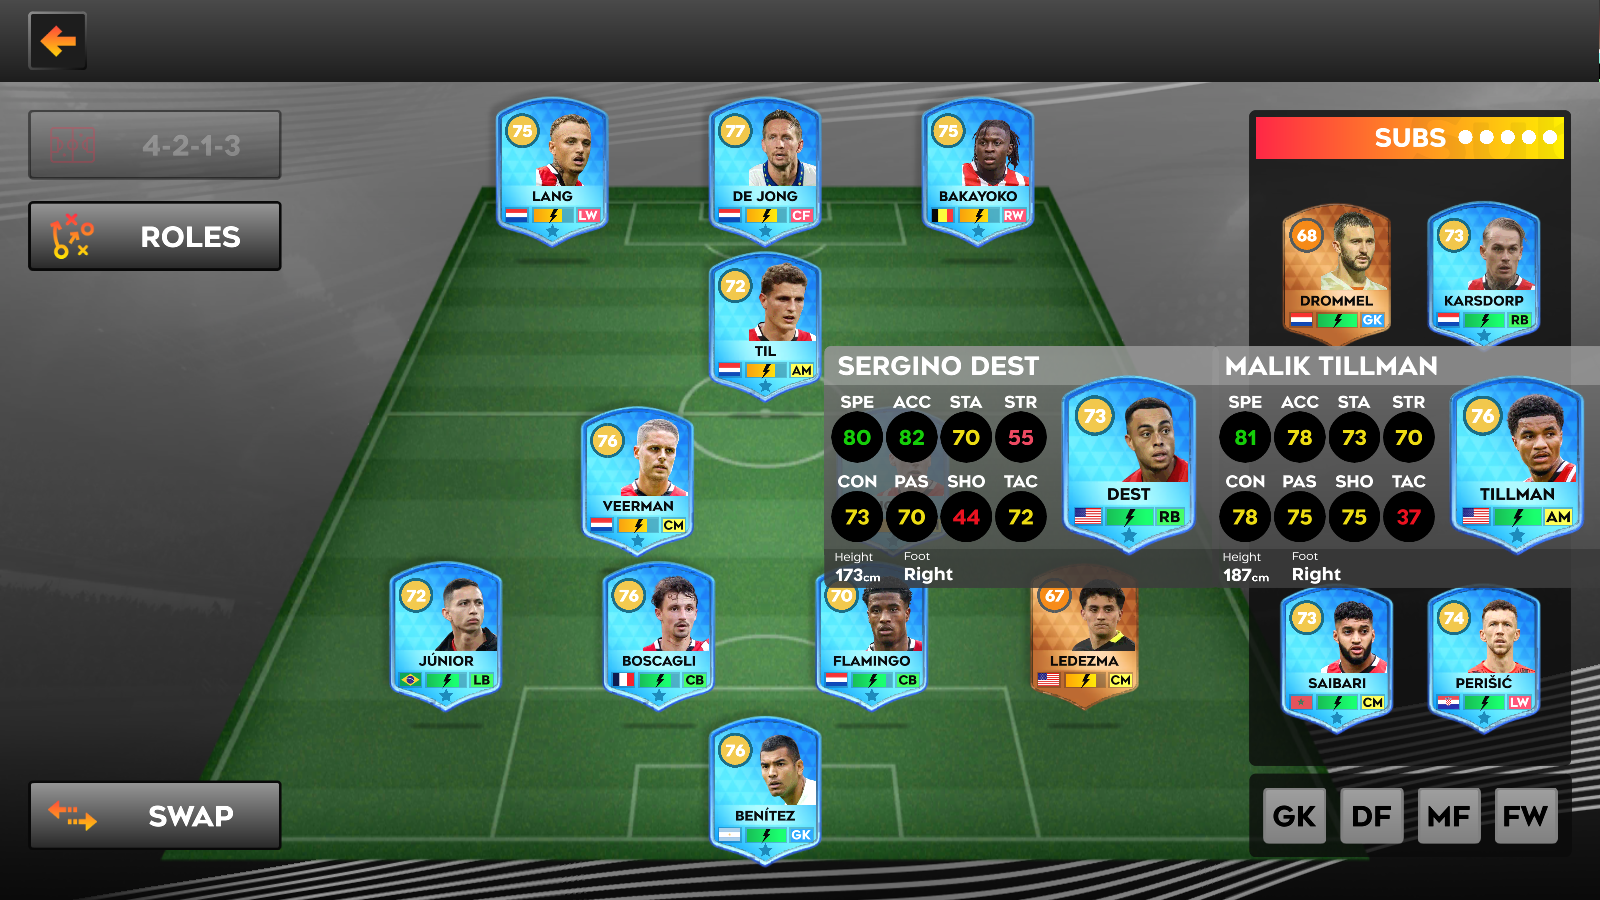 4-2-1-3
ROLES
75
LANG
LW
77
DE JONG
CF
75
BAKAYOKO
RW
72
TIL
AM
76
VEERMAN
CM
72
JÚNIOR
LB
76
BOSCAGLI
CB
70
FLAMINGO
CB
67
LEDEZMA
CM
76
BENÍTEZ
GK
SUBS
68
DROMMEL
GK
73
KARSDORP
RB
SERGINO DEST
SPE ACC STA STR
80 82 70 55
CON PAS SHO TAC
73 70 44 72
Height Foot
173cm Right
73
DEST
RB
MALIK TILLMAN
SPE ACC STA STR
81 78 73 70
CON PAS SHO TAC
78 75 75 37
Height Foot
187cm Right
76
TILLMAN
AM
73
SAIBARI
CM
74
PERIŠIĆ
LW
SWAP
GK DF MF FW